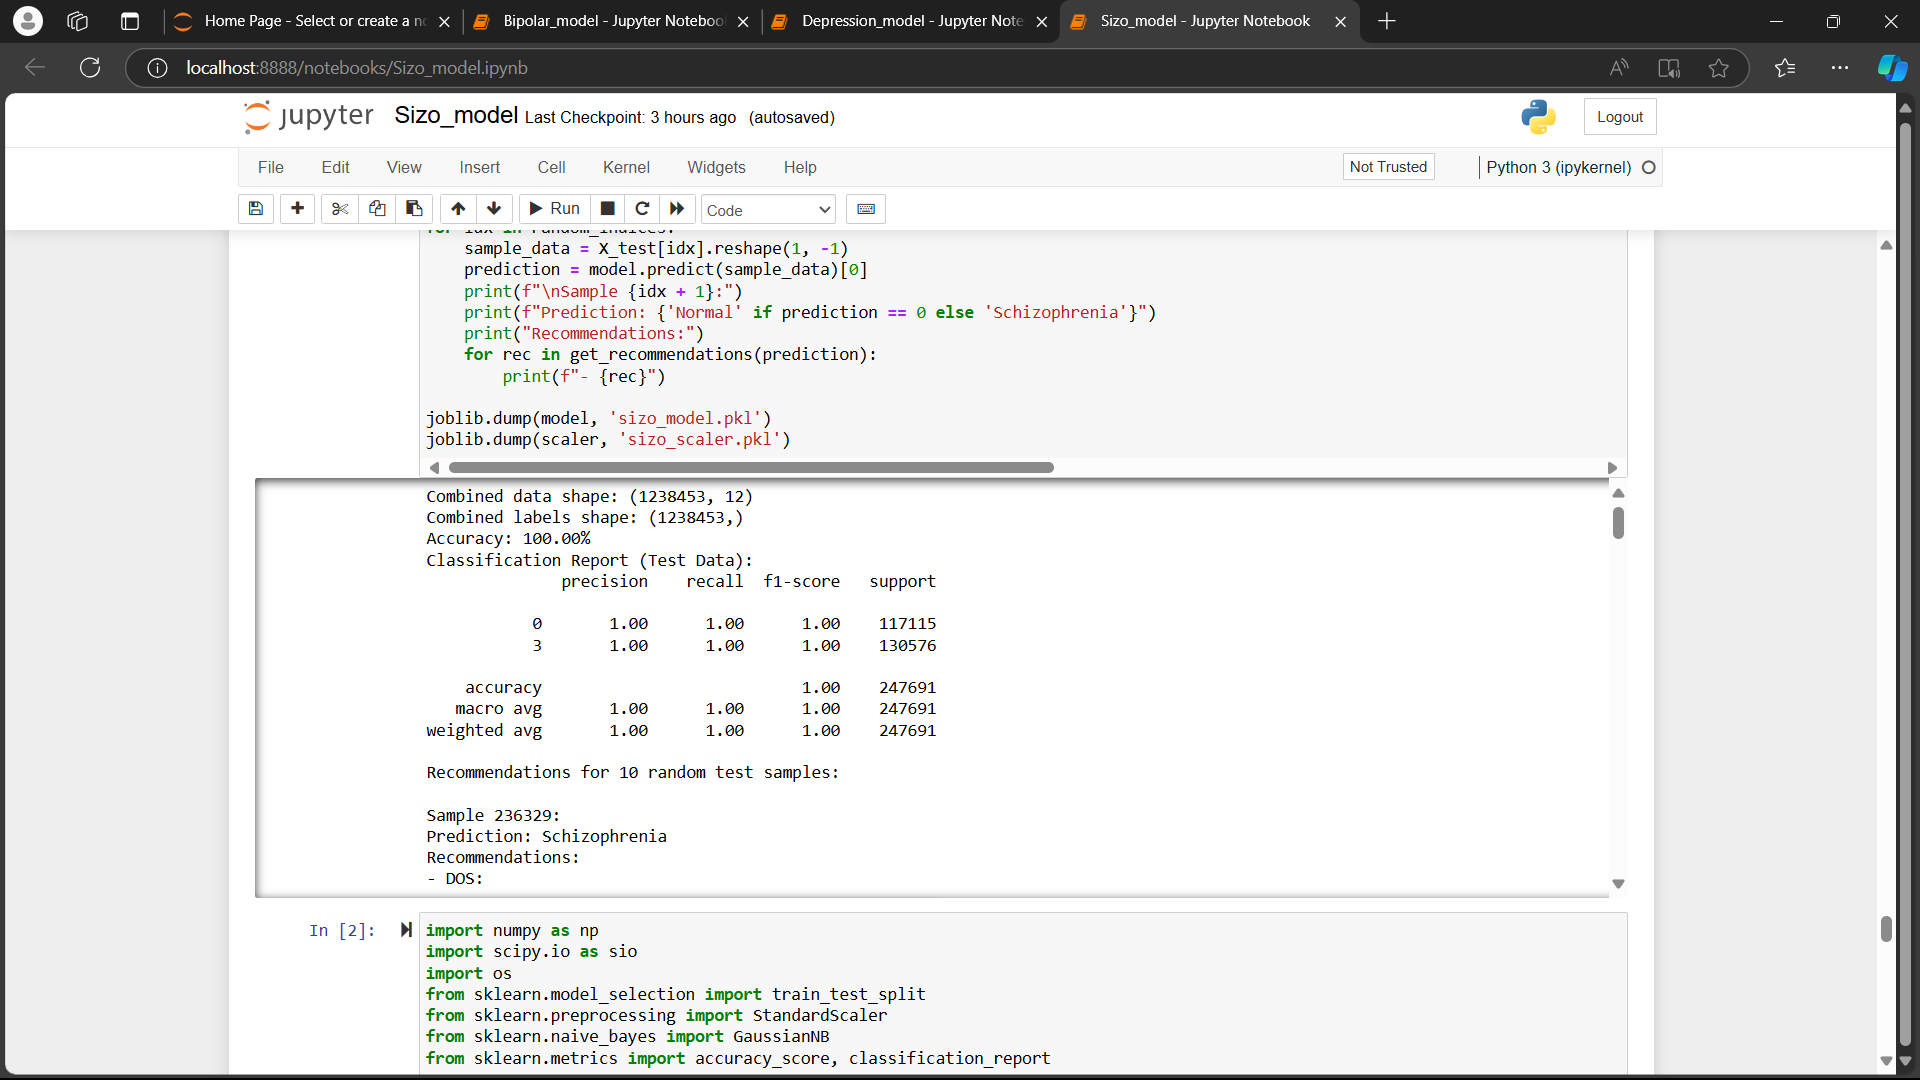 Home Page - Select or create a n
Bipolar_model - Jupyter Notebool
Depression_model - Jupyter Note
Sizo_model - Jupyter Notebook
localhost:8888/notebooks/Sizo_model.ipynb
jupyter Sizo_model Last Checkpoint: 3 hours ago (autosaved)
Logout
File Edit View Insert Cell Kernel Widgets Help Not Trusted Python 3 (ipykernel)
Run Code
for idx in random_indices:
    sample_data = X_test[idx].reshape(1, -1)
    prediction = model.predict(sample_data)[0]
    print(f"\nSample {idx + 1}:")
    print(f"Prediction: {'Normal' if prediction == 0 else 'Schizophrenia'}")
    print("Recommendations:")
    for rec in get_recommendations(prediction):
        print(f"- {rec}")
joblib.dump(model, 'sizo_model.pkl')
joblib.dump(scaler, 'sizo_scaler.pkl')
Combined data shape: (1238453, 12)
Combined labels shape: (1238453,)
Accuracy: 100.00%
Classification Report (Test Data):
precision recall f1-score support
0 1.00 1.00 1.00 117115
3 1.00 1.00 1.00 130576
accuracy 1.00 247691
macro avg 1.00 1.00 1.00 247691
weighted avg 1.00 1.00 1.00 247691
Recommendations for 10 random test samples:
Sample 236329:
Prediction: Schizophrenia
Recommendations:
- DOS:
In [2]: import numpy as np
import scipy.io as sio
import os
from sklearn.model_selection import train_test_split
from sklearn.preprocessing import StandardScaler
from sklearn.naive_bayes import GaussianNB
from sklearn.metrics import accuracy_score, classification_report